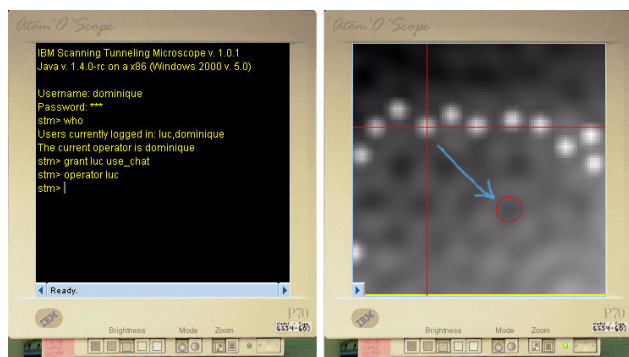 Atom 'O 'Scope
IBM Scanning Tunneling Microscope v. 1.0.1
Java v. 1.4.0-rc on a x86 (Windows 2000 v. 5.0)
Username: dominique
Password: ***
stm> who
Users currently logged in: luc,dominique
The current operator is dominique
stm> grant luc use_chat
stm> operator luc
stm>
Ready.
IBM
P70
Brightness
Mode
Zoom
Atom 'O 'Scope
IBM
P70
Brightness
Mode
Zoom